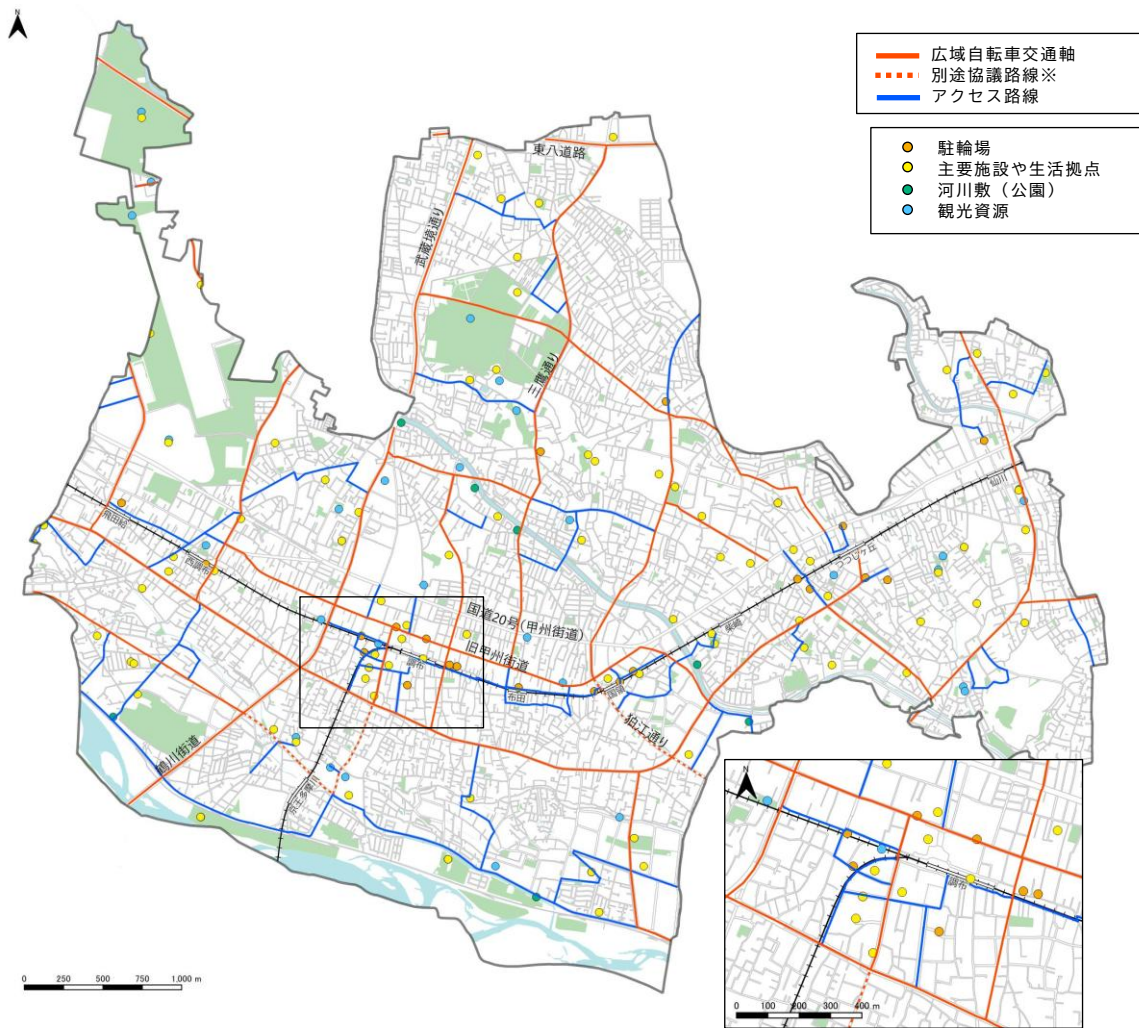 N
広域自転車交通軸
別途協議路線※
アクセス路線
駐輪場
主要施設や生活拠点
河川敷(公園)
観光資源
東八道路
武蔵境通り
三鷹通り
仙川
つつじヶ丘
飛田給
西調布
柴崎
国道20号(甲州街道)
旧甲州街道
調布
布田
国領
狛江通り
鶴川街道
京王多摩川
0 250 500 750 1,000 m
N
調布
0 100 200 300 400 m